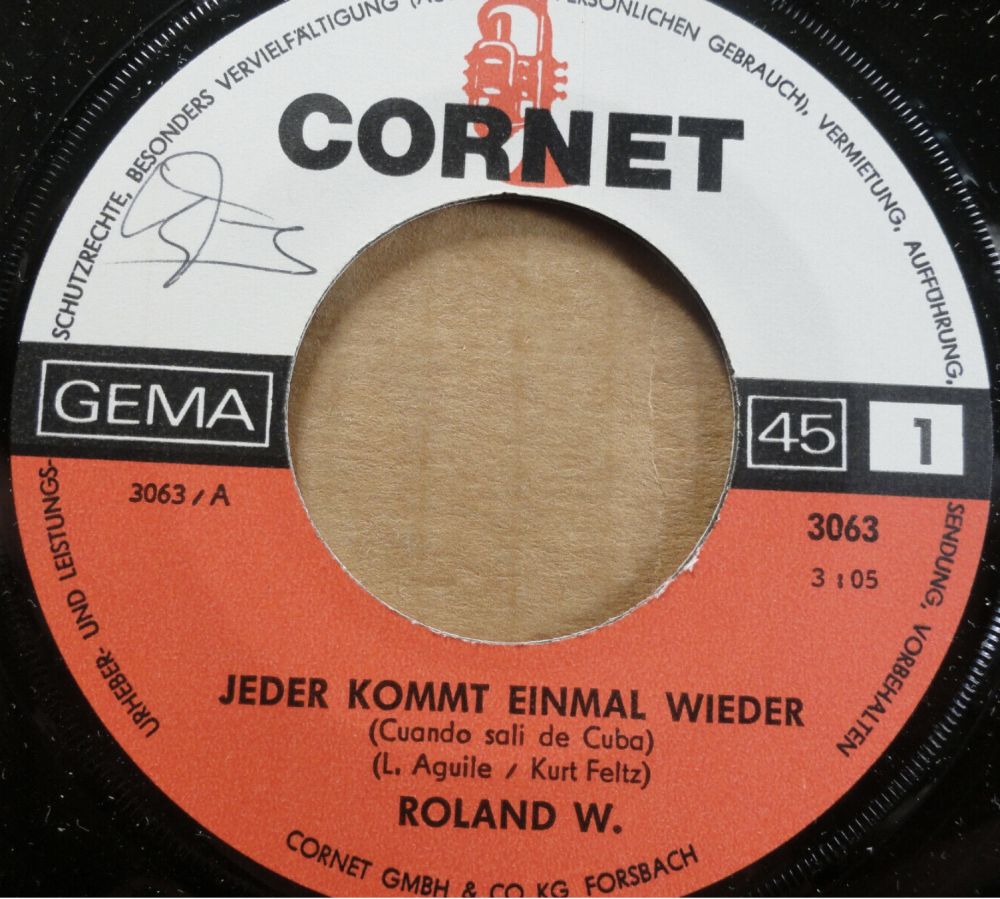 URHEBER- UND LEISTUNGS-
SCHUTZRECHTE, BESONDERS VERVIELFÄLTIGUNG
PERSÖNLICHEN GEBRAUCH), VERMIETUNG, AUFFÜHRUNG,
SENDUNG, VORBEHALTEN
CORNET
GEMA
45 1
3063 / A
3063
3:05
JEDER KOMMT EINMAL WIEDER
(Cuando sali de Cuba)
(L. Aguile / Kurt Feltz)
ROLAND W.
CORNET GMBH & CO KG FORSBACH